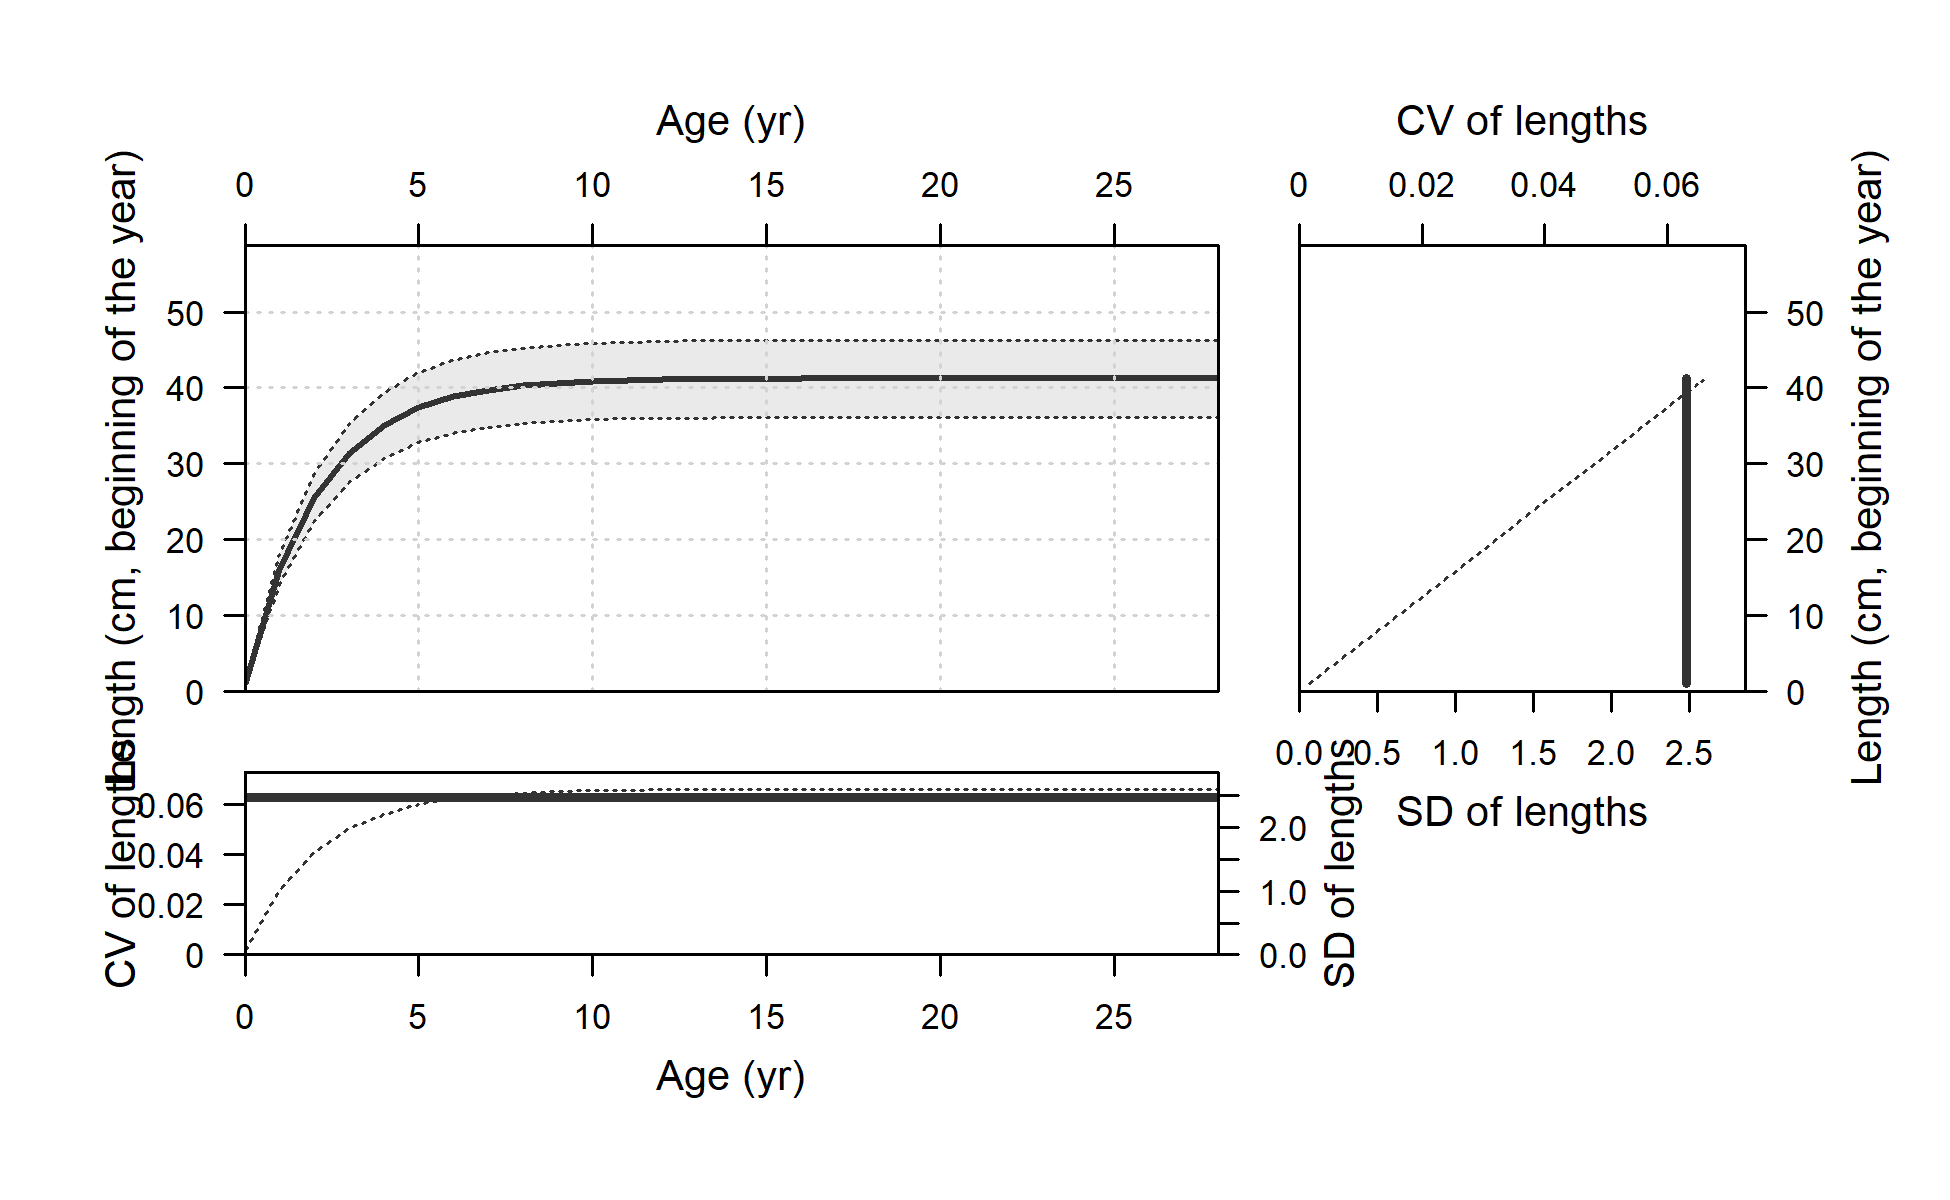 Age (yr)
CV of lengths
0 5 10 15 20 25
0 0.02 0.04 0.06
Length (cm, beginning of the year)
50
40
30
20
10
0
50
40
30
20
10
0
Length (cm, beginning of the year)
0.0 0.5 1.0 1.5 2.0 2.5
SD of lengths
CV of lengths
0.06
0.04
0.02
0
2.0
1.0
0.0
SD of lengths
0 5 10 15 20 25
Age (yr)